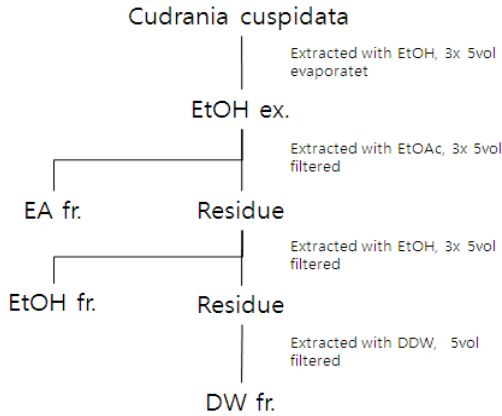 Cudrania cuspidata
Extracted with EtOH, 3x 5vol
evaporatet
EtOH ex.
Extracted with EtOAc, 3x 5vol
filtered
EA fr.
Residue
Extracted with EtOH, 3x 5vol
filtered
EtOH fr.
Residue
Extracted with DDW, 5vol
filtered
DW fr.